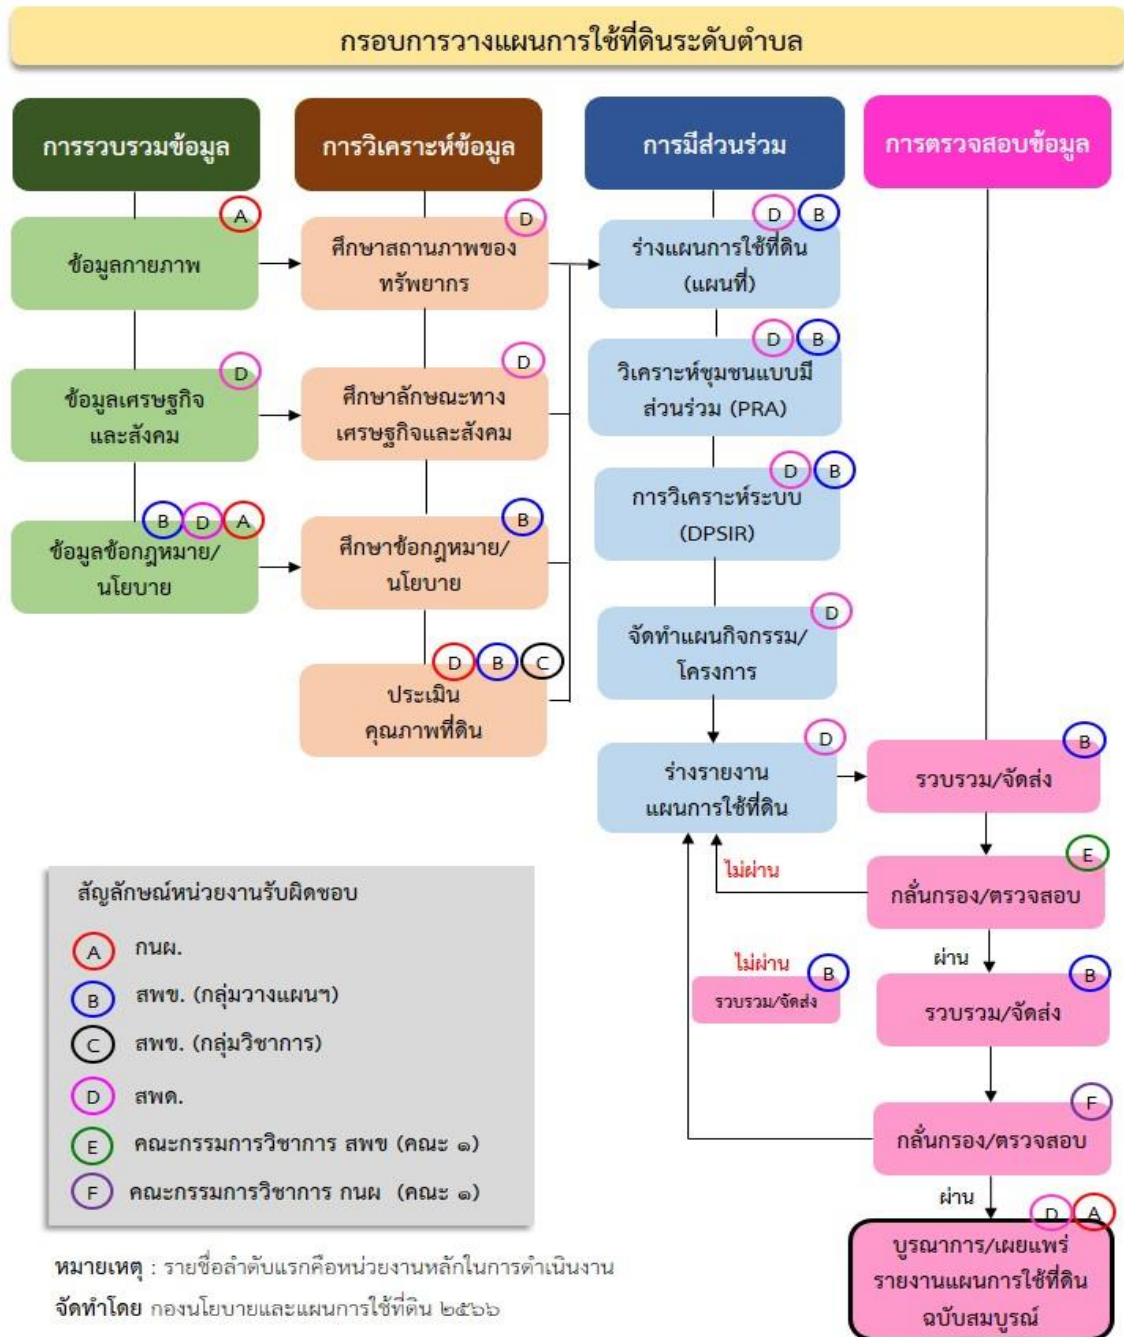 กรอบการวางแผนการใช้ที่ดินระดับตำบล
การรวบรวมข้อมูล
A
ข้อมูลกายภาพ
D
ข้อมูลเศรษฐกิจ
และสังคม
B D A
ข้อมูลข้อกฎหมาย/
นโยบาย
การวิเคราะห์ข้อมูล
D
ศึกษาสถานภาพของ
ทรัพยากร
D
ศึกษาลักษณะทาง
เศรษฐกิจและสังคม
B
ศึกษาข้อกฎหมาย/
นโยบาย
D B C
ประเมิน
คุณภาพที่ดิน
การมีส่วนร่วม
D B
ร่างแผนการใช้ที่ดิน
(แผนที่)
D B
วิเคราะห์ชุมชนแบบมี
ส่วนร่วม (PRA)
D B
การวิเคราะห์ระบบ
(DPSIR)
D
จัดทำแผนกิจกรรม/
โครงการ
D
ร่างรายงาน
แผนการใช้ที่ดิน
การตรวจสอบข้อมูล
B
รวบรวม/จัดส่ง
E
กลั่นกรอง/ตรวจสอบ
ไม่ผ่าน
ผ่าน
B
รวบรวม/จัดส่ง
ไม่ผ่าน
B
รวบรวม/จัดส่ง
F
กลั่นกรอง/ตรวจสอบ
ผ่าน
D A
บูรณาการ/เผยแพร่
รายงานแผนการใช้ที่ดิน
ฉบับสมบูรณ์
สัญลักษณ์หน่วยงานรับผิดชอบ
A กนผ.
B สพข. (กลุ่มวางแผนฯ)
C สพข. (กลุ่มวิชาการ)
D สพด.
E คณะกรรมการวิชาการ สพข (คณะ ๑)
F คณะกรรมการวิชาการ กนผ (คณะ ๑)
หมายเหตุ : รายชื่อลำดับแรกคือหน่วยงานหลักในการดำเนินงาน
จัดทำโดย กองนโยบายและแผนการใช้ที่ดิน ๒๕๖๖